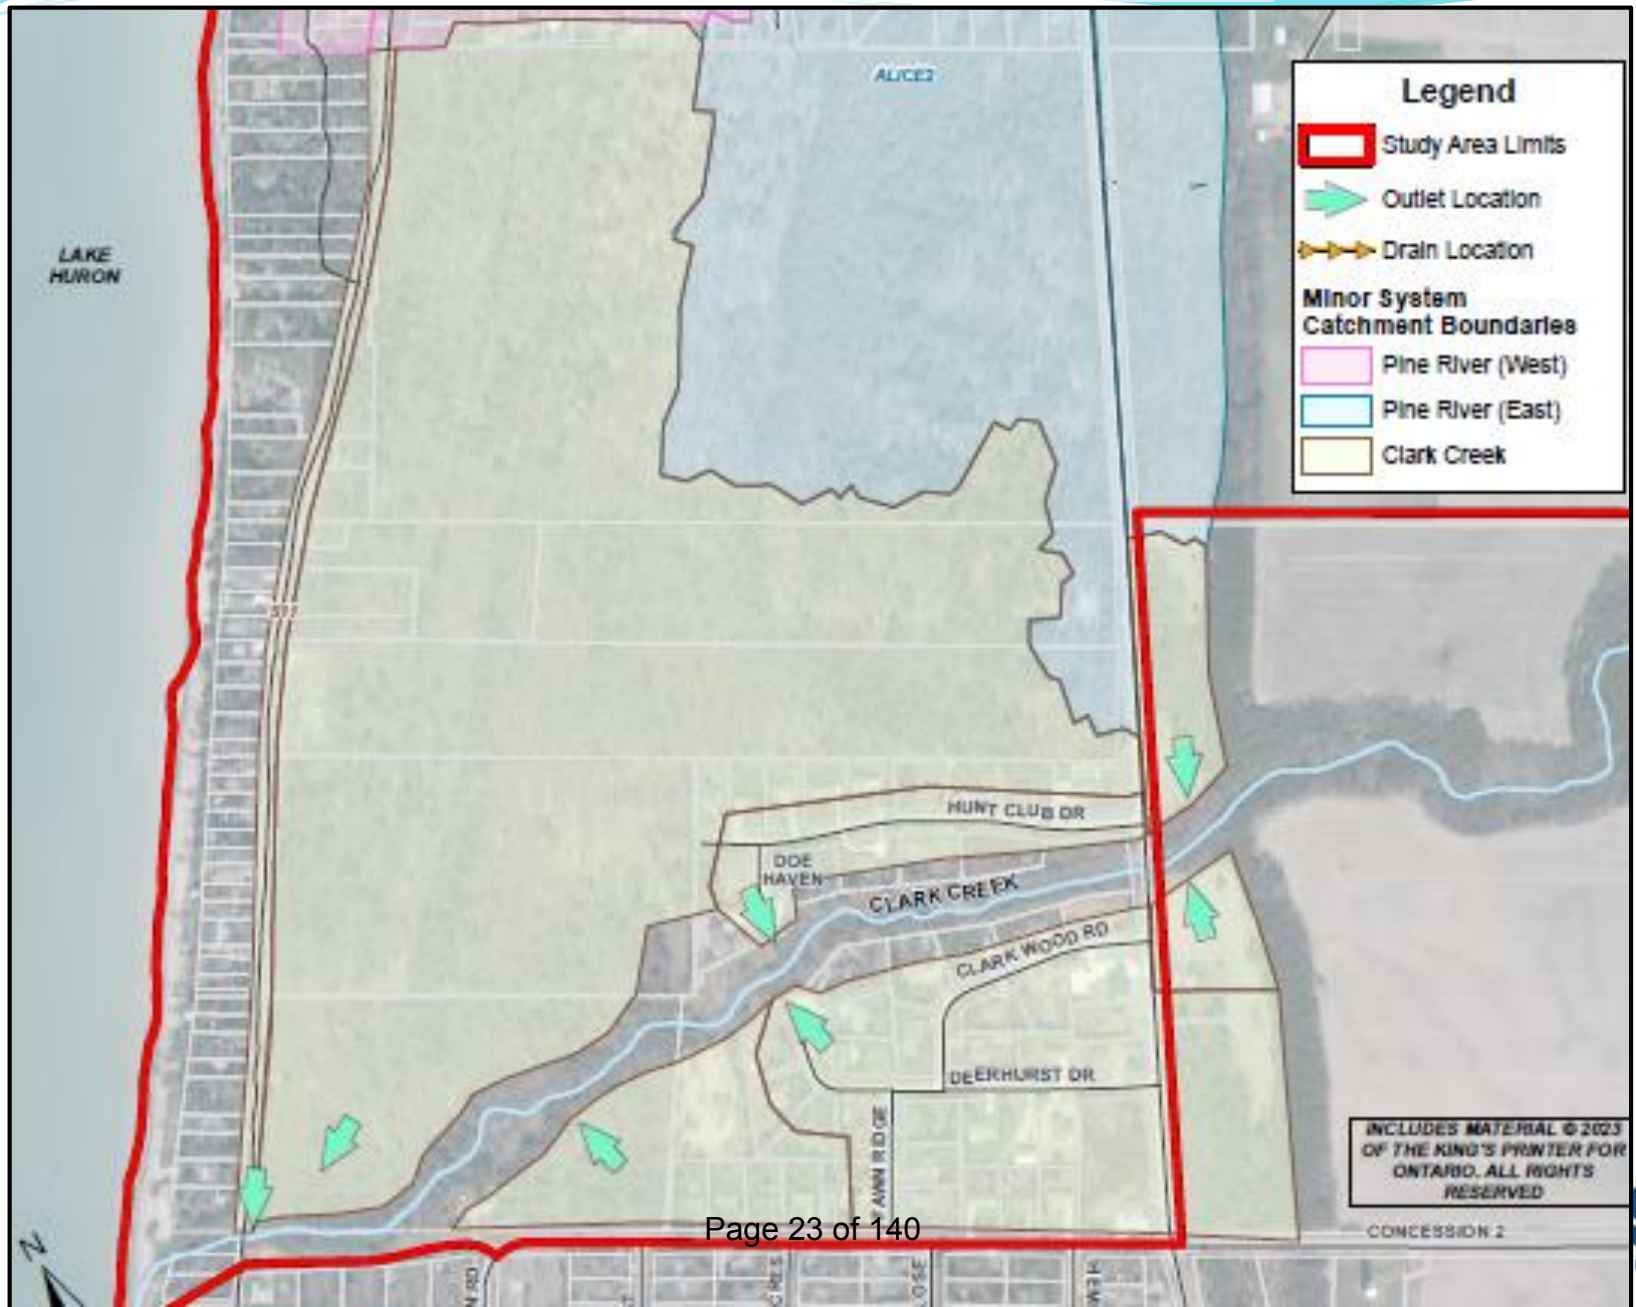 ALICE2
Legend
Study Area Limits
Outlet Location
Drain Location
Minor System
Catchment Boundaries
Pine River (West)
Pine River (East)
Clark Creek
LAKE
HURON
HUNT CLUB DR
DOE
HAVEN
CLARK CREEK
CLARK WOOD RD
DEERHURST DR
FAWN RIDGE
INCLUDES MATERIAL © 2023
OF THE KING'S PRINTER FOR
ONTARIO. ALL RIGHTS
RESERVED
Page 23 of 140
CONCESSION 2
N